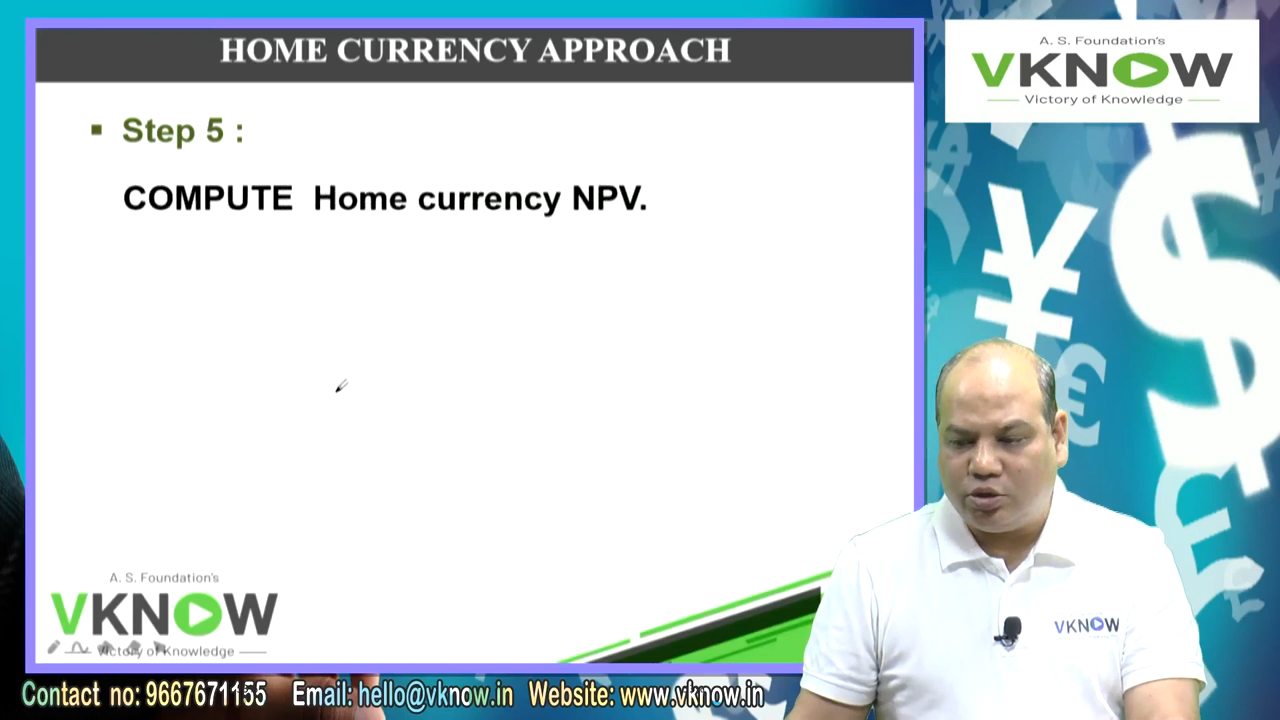 HOME CURRENCY APPROACH
A. S. Foundation's
VKNOW
Victory of Knowledge
Step 5 :
COMPUTE Home currency NPV.
VKNOW
A. S. Foundation's
VKNOW
Victory of Knowledge
Contact no: 9667671155 Email: hello@vknow.in Website: www.vknow.in